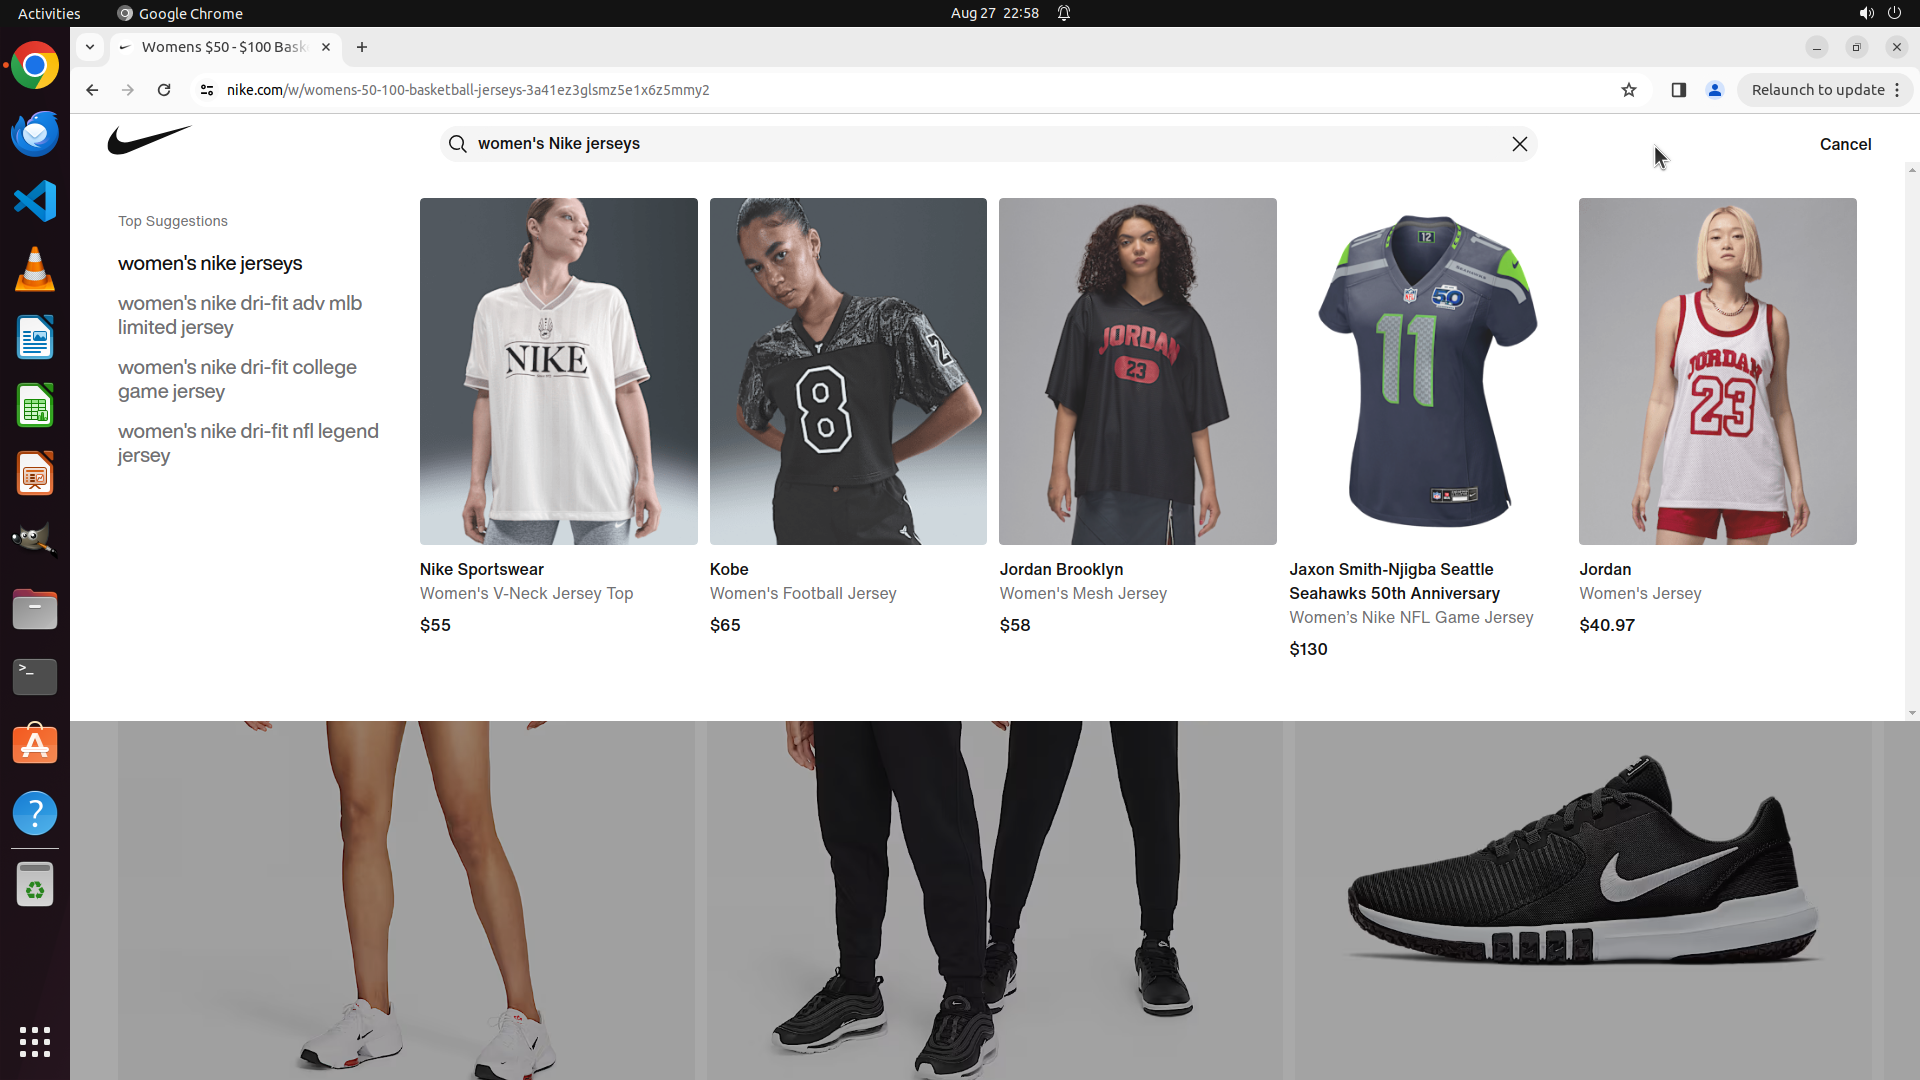 Activities
Google Chrome
Aug 27 22:58
Womens $50 - $100 Bask
nike.com/w/womens-50-100-basketball-jerseys-3a41ez3glsmz5e1x6z5mmy2
Relaunch to update
women's Nike jerseys
Cancel
Top Suggestions
women's nike jerseys
women's nike dri-fit adv mlb
limited jersey
women's nike dri-fit college
game jersey
women's nike dri-fit nfl legend
jersey
NIKE
8
2
JORDAN
23
12
SEAHAWKS
NFL
50
11
JORDAN
23
Nike Sportswear
Women's V-Neck Jersey Top
$55
Kobe
Women's Football Jersey
$65
Jordan Brooklyn
Women's Mesh Jersey
$58
Jaxon Smith-Njigba Seattle
Seahawks 50th Anniversary
Women’s Nike NFL Game Jersey
$130
Jordan
Women's Jersey
$40.97